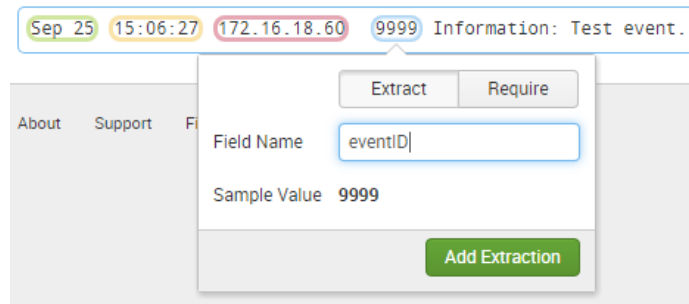 Sep 25 15:06:27 172.16.18.60 9999 Information: Test event.
Extract Require
About Support Fi
Field Name eventID
Sample Value 9999
Add Extraction